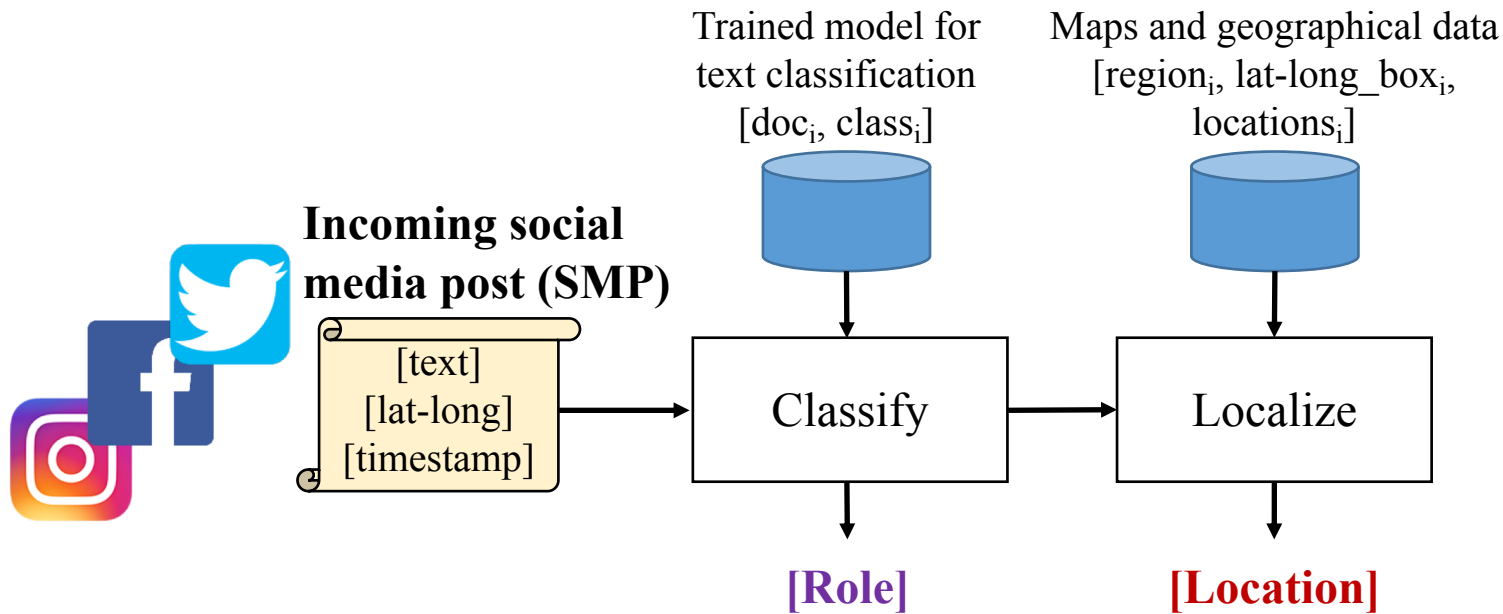 Trained model for
text classification
[docᵢ, classᵢ]
Maps and geographical data
[regionᵢ, lat-long_boxᵢ,
locationsᵢ]
Incoming social
media post (SMP)
[text]
[lat-long]
[timestamp]
Classify
Localize
[Role]
[Location]